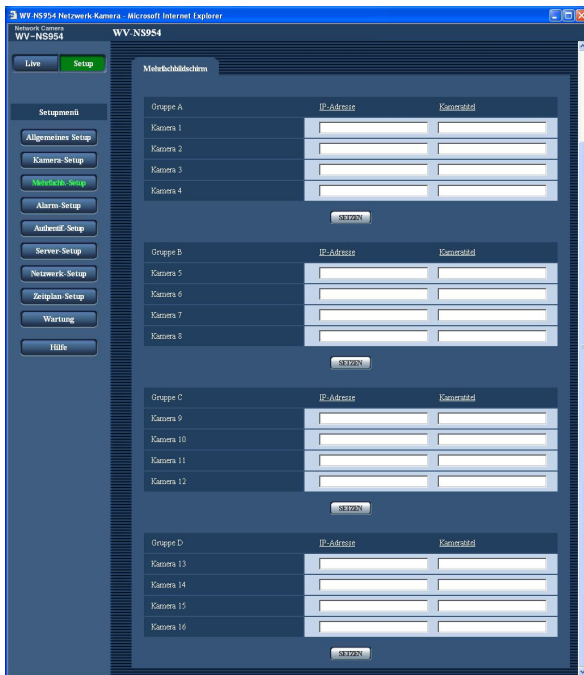 WV-NS954 Netzwerk-Kamera - Microsoft Internet Explorer
Network Camera
WV-NS954
WV-NS954
Live
Setup
Mehrfachbildschirm
Setupmenü
Allgemeines Setup
Kamera-Setup
Mehrfachb.-Setup
Alarm-Setup
Authentif.-Setup
Server-Setup
Netzwerk-Setup
Zeitplan-Setup
Wartung
Hilfe
Gruppe A IP-Adresse Kameratitel
Kamera 1
Kamera 2
Kamera 3
Kamera 4
SETZEN
Gruppe B IP-Adresse Kameratitel
Kamera 5
Kamera 6
Kamera 7
Kamera 8
SETZEN
Gruppe C IP-Adresse Kameratitel
Kamera 9
Kamera 10
Kamera 11
Kamera 12
SETZEN
Gruppe D IP-Adresse Kameratitel
Kamera 13
Kamera 14
Kamera 15
Kamera 16
SETZEN